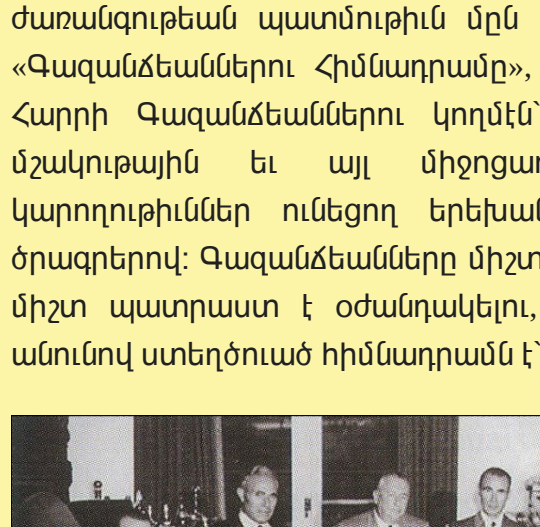 ժառանգութեան պատմութիւն մըն
«Գազանճեաններու Հիմնադրամը»,
Հարրի Գազանճեաններու կողմէն՝
մշակութային եւ այլ միջոցառ
կարողութիւններ ունեցող երեխան
ծրագրերով։ Գազանճեանները միշտ
միշտ պատրաստ է օժանդակելու,
անունով ստեղծուած հիմնադրամն է՝